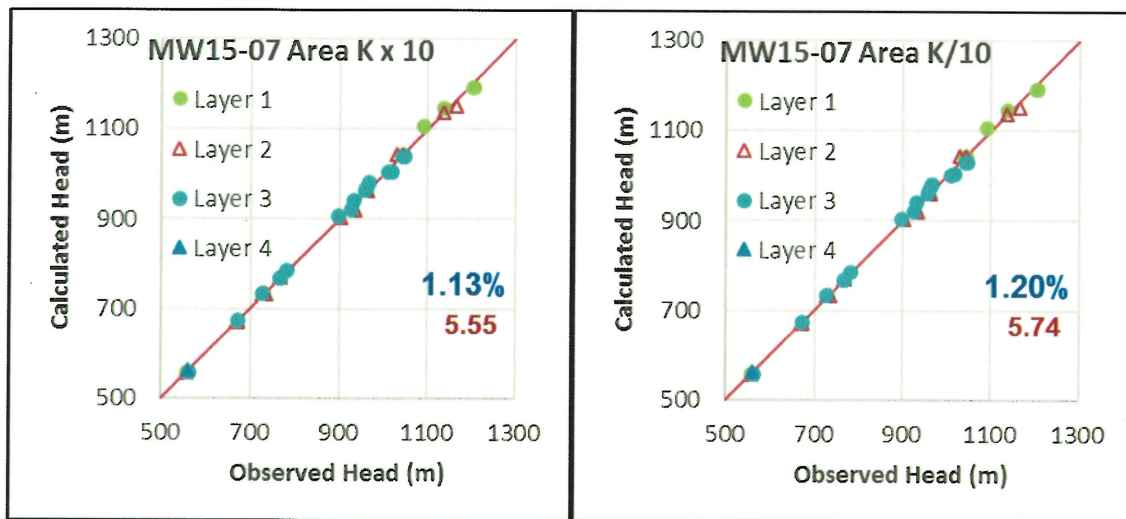 MW15-07 Area K x 10
1300
1100
900
700
500
Calculated Head (m)
Layer 1
Layer 2
Layer 3
Layer 4
1.13%
5.55
500 700 900 1100 1300
Observed Head (m)
MW15-07 Area K/10
1300
1100
900
700
500
Calculated Head (m)
Layer 1
Layer 2
Layer 3
Layer 4
1.20%
5.74
500 700 900 1100 1300
Observed Head (m)